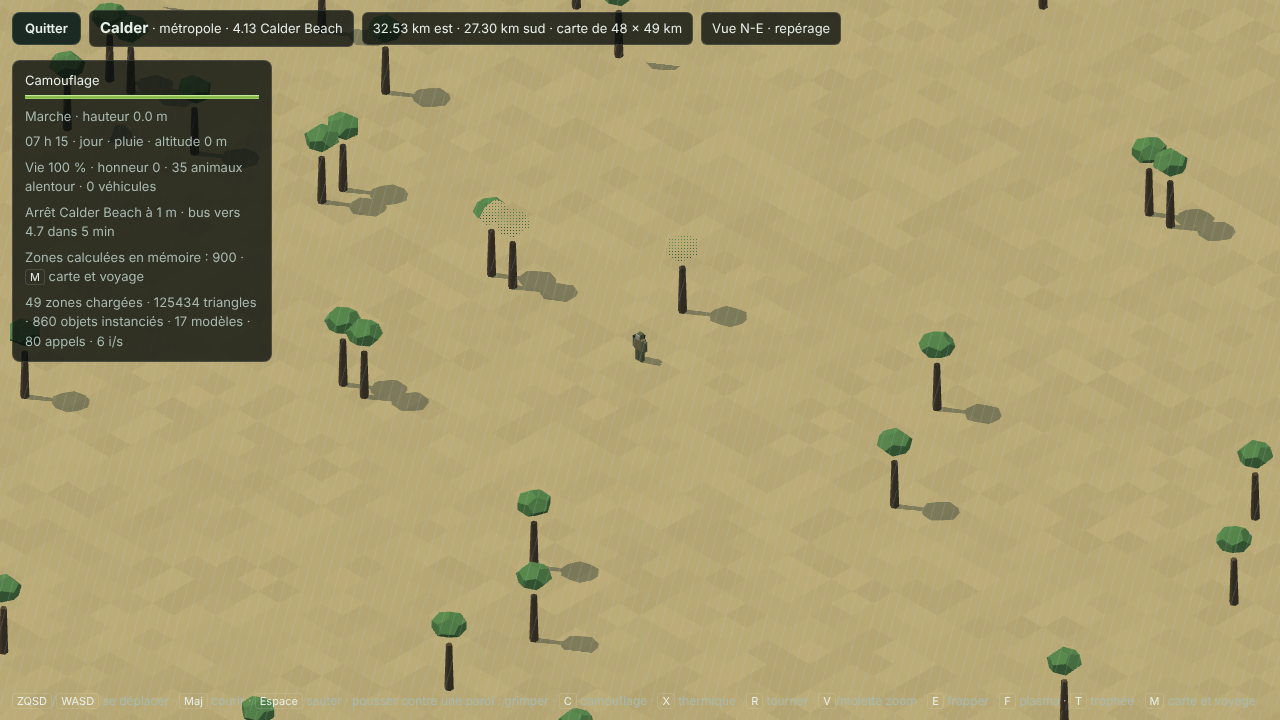 Quitter
Calder · métropole · 4.13 Calder Beach
32.53 km est · 27.30 km sud · carte de 48 × 49 km
Vue N-E · repérage
Camouflage
Marche · hauteur 0.0 m
07 h 15 · jour · pluie · altitude 0 m
Vie 100 % · honneur 0 · 35 animaux
alentour · 0 véhicules
Arrêt Calder Beach à 1 m · bus vers
4.7 dans 5 min
Zones calculées en mémoire : 900 ·
M carte et voyage
49 zones chargées · 125434 triangles
· 860 objets instanciés · 17 modèles ·
80 appels · 6 i/s
ZQSD / WASD se déplacer · Maj courir · Espace sauter · pousser contre une paroi : grimper · C camouflage · X thermique · R tourner · V / molette zoom · E frapper · F plasma · T trophée · M carte et voyage